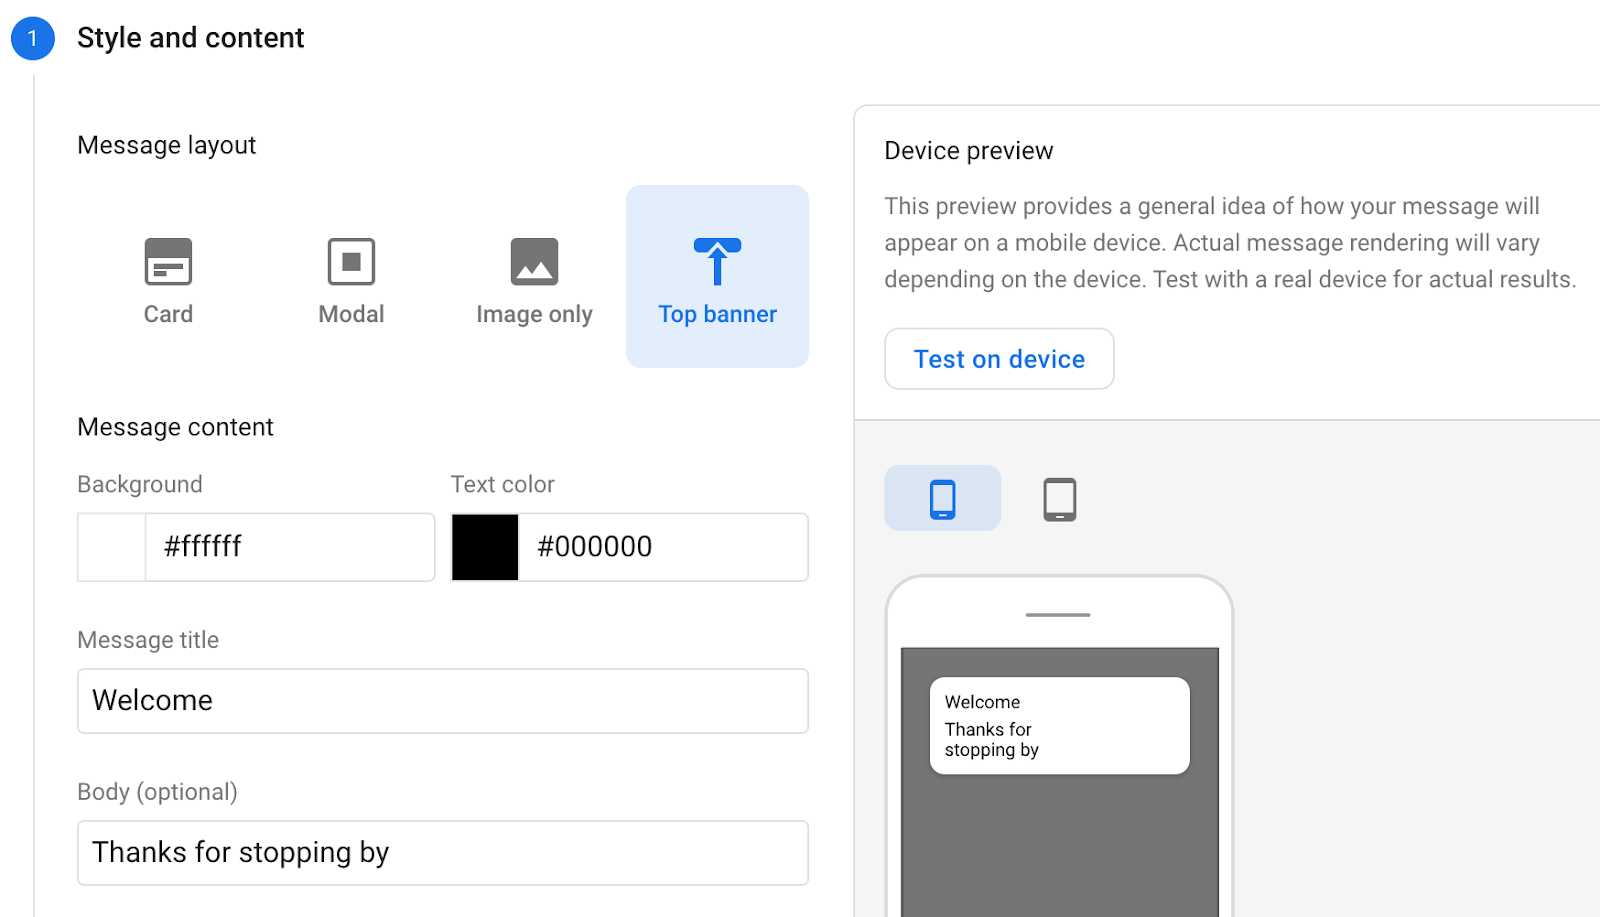 1
Style and content
Message layout
Card
Modal
Image only
Top banner
Message content
Background
Text color
#ffffff
#000000
Message title
Welcome
Body (optional)
Thanks for stopping by
Device preview
This preview provides a general idea of how your message will
appear on a mobile device. Actual message rendering will vary
depending on the device. Test with a real device for actual results.
Test on device
Welcome
Thanks for
stopping by